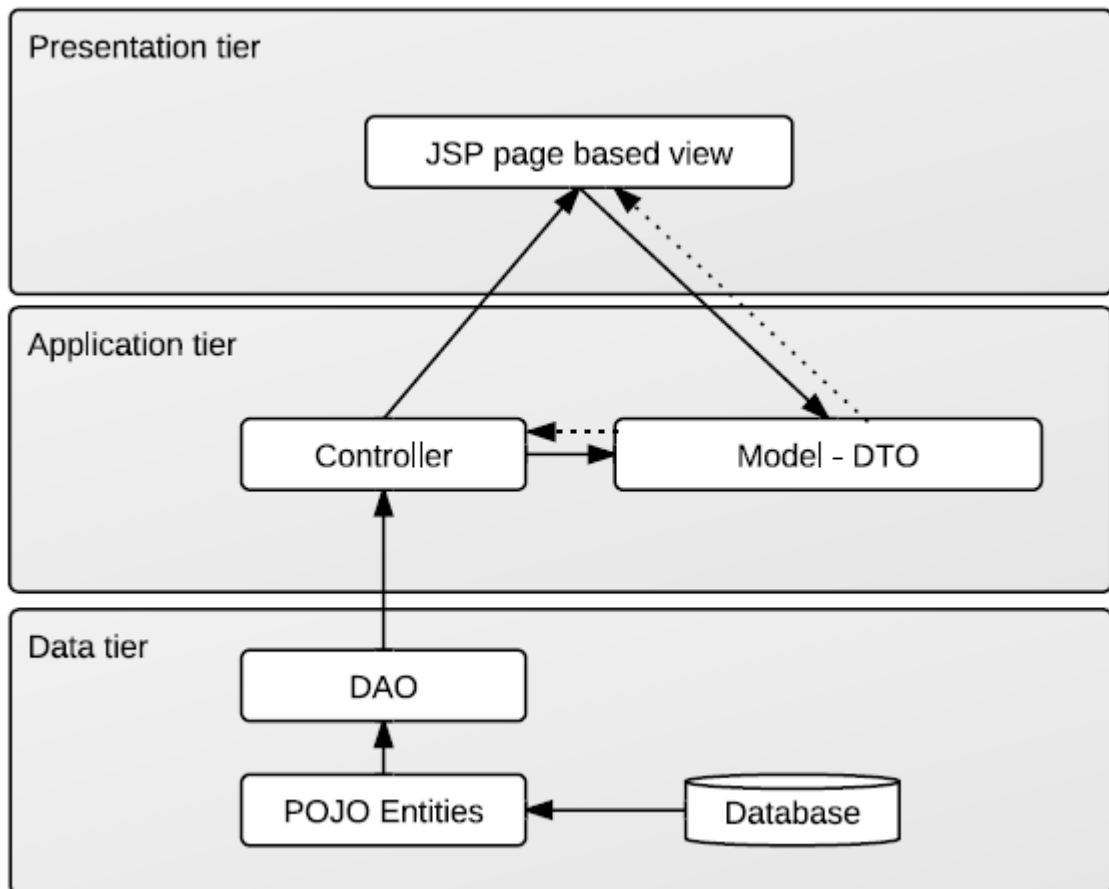 Presentation tier
JSP page based view
Application tier
Controller
Model - DTO
Data tier
DAO
POJO Entities
Database